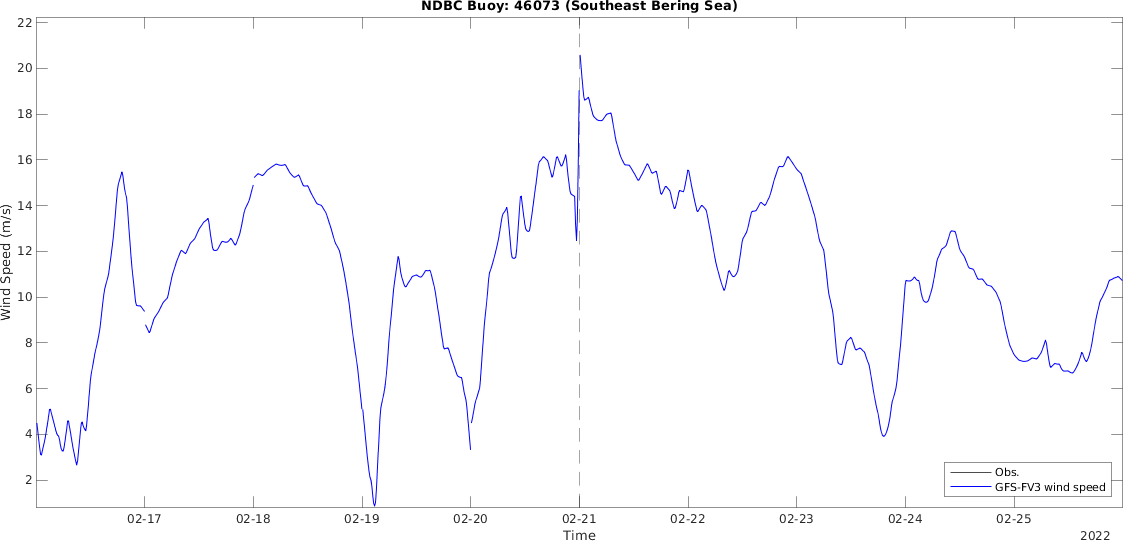 NDBC Buoy: 46073 (Southeast Bering Sea)
22
20
18
16
14
12
10
8
6
4
2
Wind Speed (m/s)
Obs.
GFS-FV3 wind speed
02-17 02-18 02-19 02-20 02-21 02-22 02-23 02-24 02-25
Time
2022